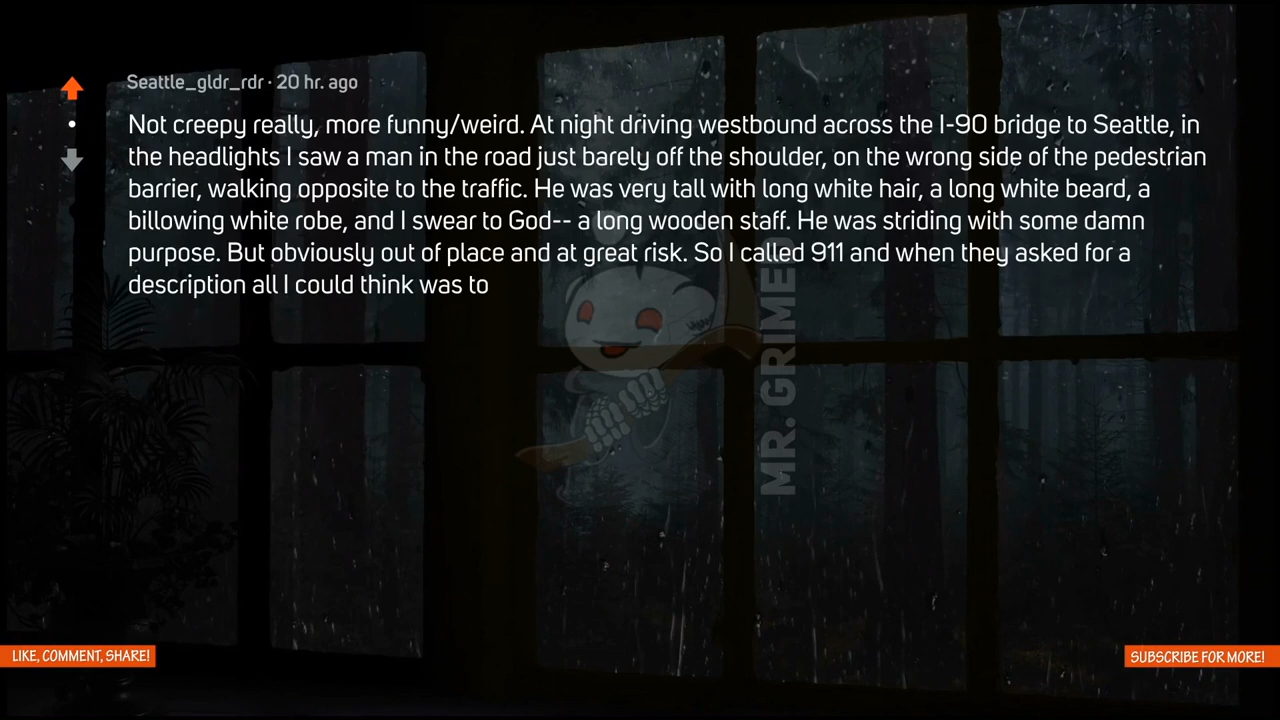 Seattle_gldr_rdr · 20 hr. ago
Not creepy really, more funny/weird. At night driving westbound across the I-90 bridge to Seattle, in
the headlights I saw a man in the road just barely off the shoulder, on the wrong side of the pedestrian
barrier, walking opposite to the traffic. He was very tall with long white hair, a long white beard, a
billowing white robe, and I swear to God-- a long wooden staff. He was striding with some damn
purpose. But obviously out of place and at great risk. So I called 911 and when they asked for a
description all I could think was to
MR. GRIMED
LIKE, COMMENT, SHARE!
SUBSCRIBE FOR MORE!